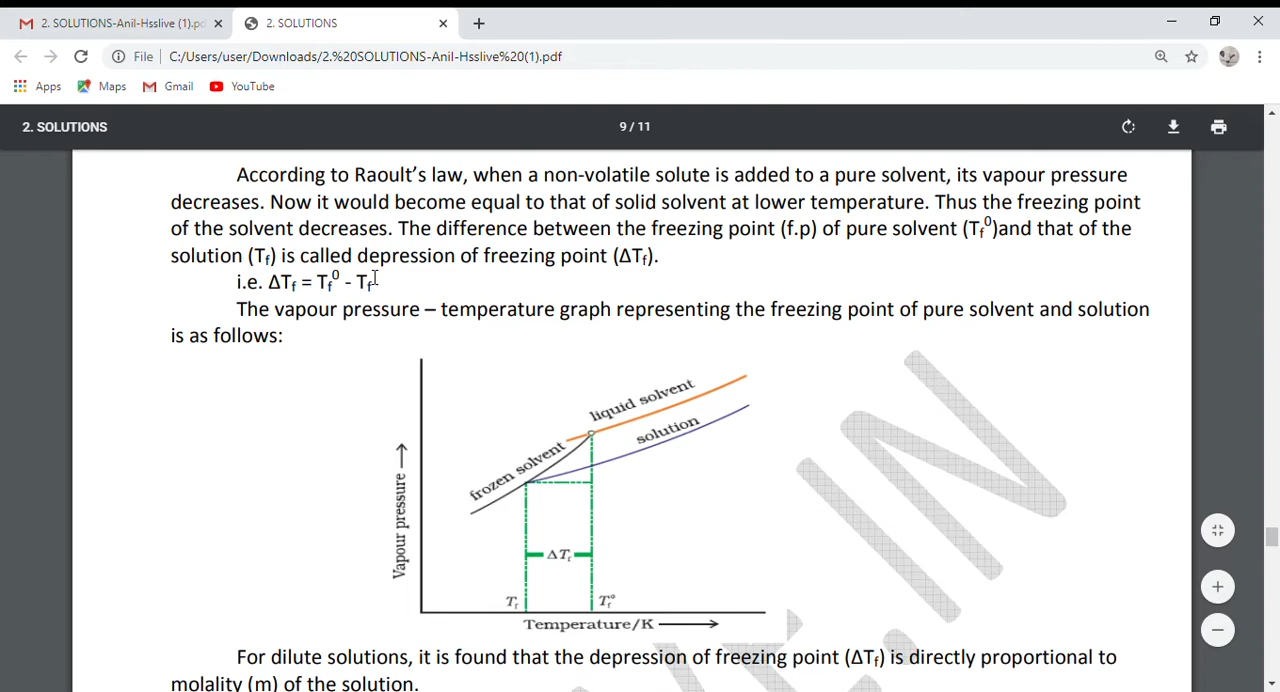 2. SOLUTIONS-Anil-Hsslive (1).pd
2. SOLUTIONS
File
C:/Users/user/Downloads/2.%20SOLUTIONS-Anil-Hsslive%20(1).pdf
Apps
Maps
Gmail
YouTube
2. SOLUTIONS
9 / 11
According to Raoult’s law, when a non-volatile solute is added to a pure solvent, its vapour pressure
decreases. Now it would become equal to that of solid solvent at lower temperature. Thus the freezing point
of the solvent decreases. The difference between the freezing point (f.p) of pure solvent (Tf⁰)and that of the
solution (Tf) is called depression of freezing point (ΔTf).
i.e. ΔTf = Tf⁰ - Tf
The vapour pressure – temperature graph representing the freezing point of pure solvent and solution
is as follows:
liquid solvent
solution
frozen solvent
Vapour pressure
ΔTf
Tf
Tf°
Temperature/K
For dilute solutions, it is found that the depression of freezing point (ΔTf) is directly proportional to
molality (m) of the solution.